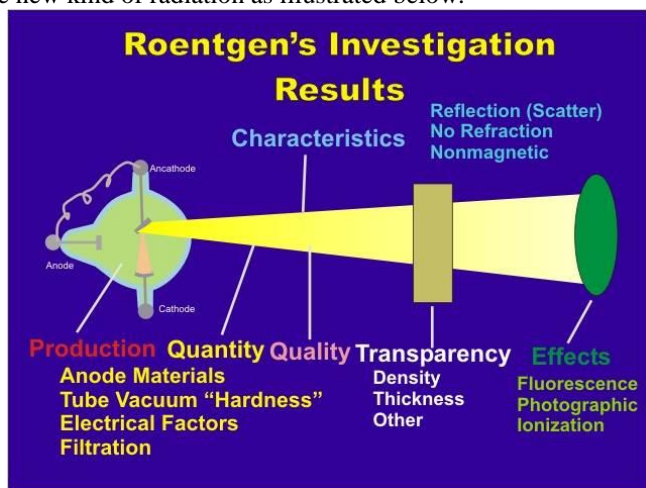 e new kind of radiation as illustrated below.
Roentgen's Investigation
Results
Characteristics
Reflection (Scatter)
No Refraction
Nonmagnetic
Ancathode
Anode
Cathode
Production Quantity Quality Transparency Effects
Anode Materials
Tube Vacuum “Hardness”
Electrical Factors
Filtration
Density
Thickness
Other
Fluorescence
Photographic
Ionization